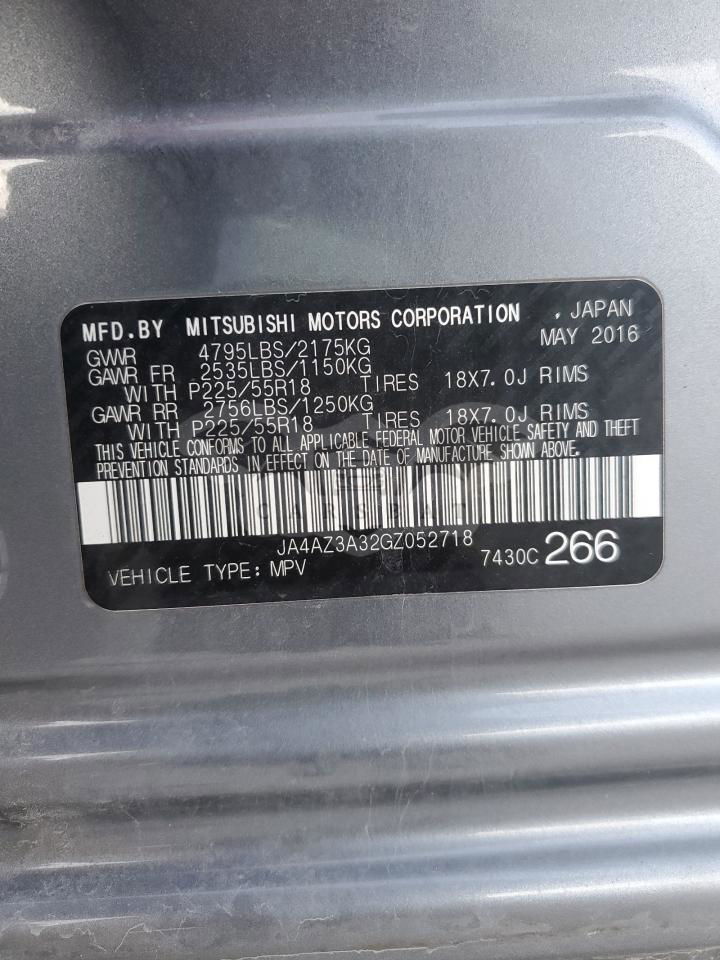 MFD.BY MITSUBISHI MOTORS CORPORATION , JAPAN
GVWR 4795LBS/2175KG MAY 2016
GAWR FR 2535LBS/1150KG
WITH P225/55R18 TIRES 18X7.0J RIMS
GAWR RR 2756LBS/1250KG
WITH P225/55R18 TIRES 18X7.0J RIMS
THIS VEHICLE CONFORMS TO ALL APPLICABLE FEDERAL MOTOR VEHICLE SAFETY AND THEFT
PREVENTION STANDARDS IN EFFECT ON THE DATE OF MANUFACTURE SHOWN ABOVE.
CARSPAT
JA4AZ3A32GZ052718
VEHICLE TYPE: MPV 7430C 266